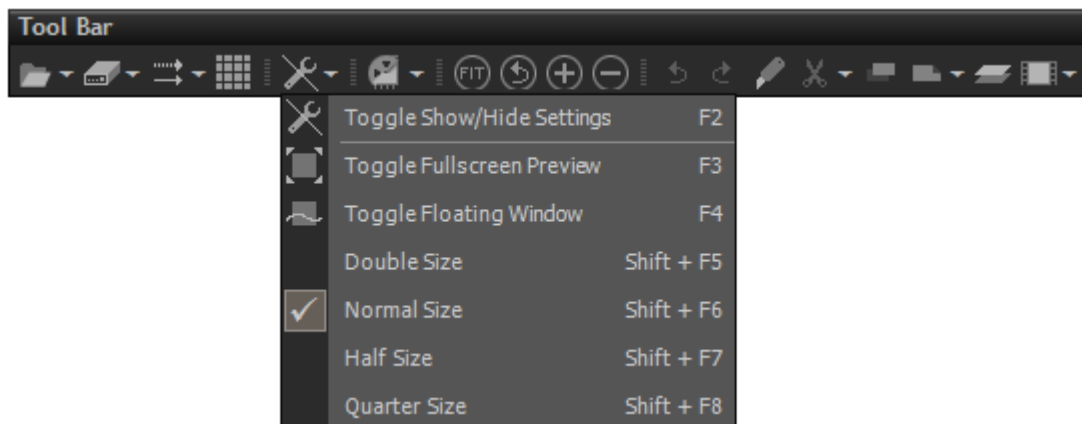 Tool Bar
FIT
Toggle Show/Hide Settings F2
Toggle Fullscreen Preview F3
Toggle Floating Window F4
Double Size Shift + F5
Normal Size Shift + F6
Half Size Shift + F7
Quarter Size Shift + F8